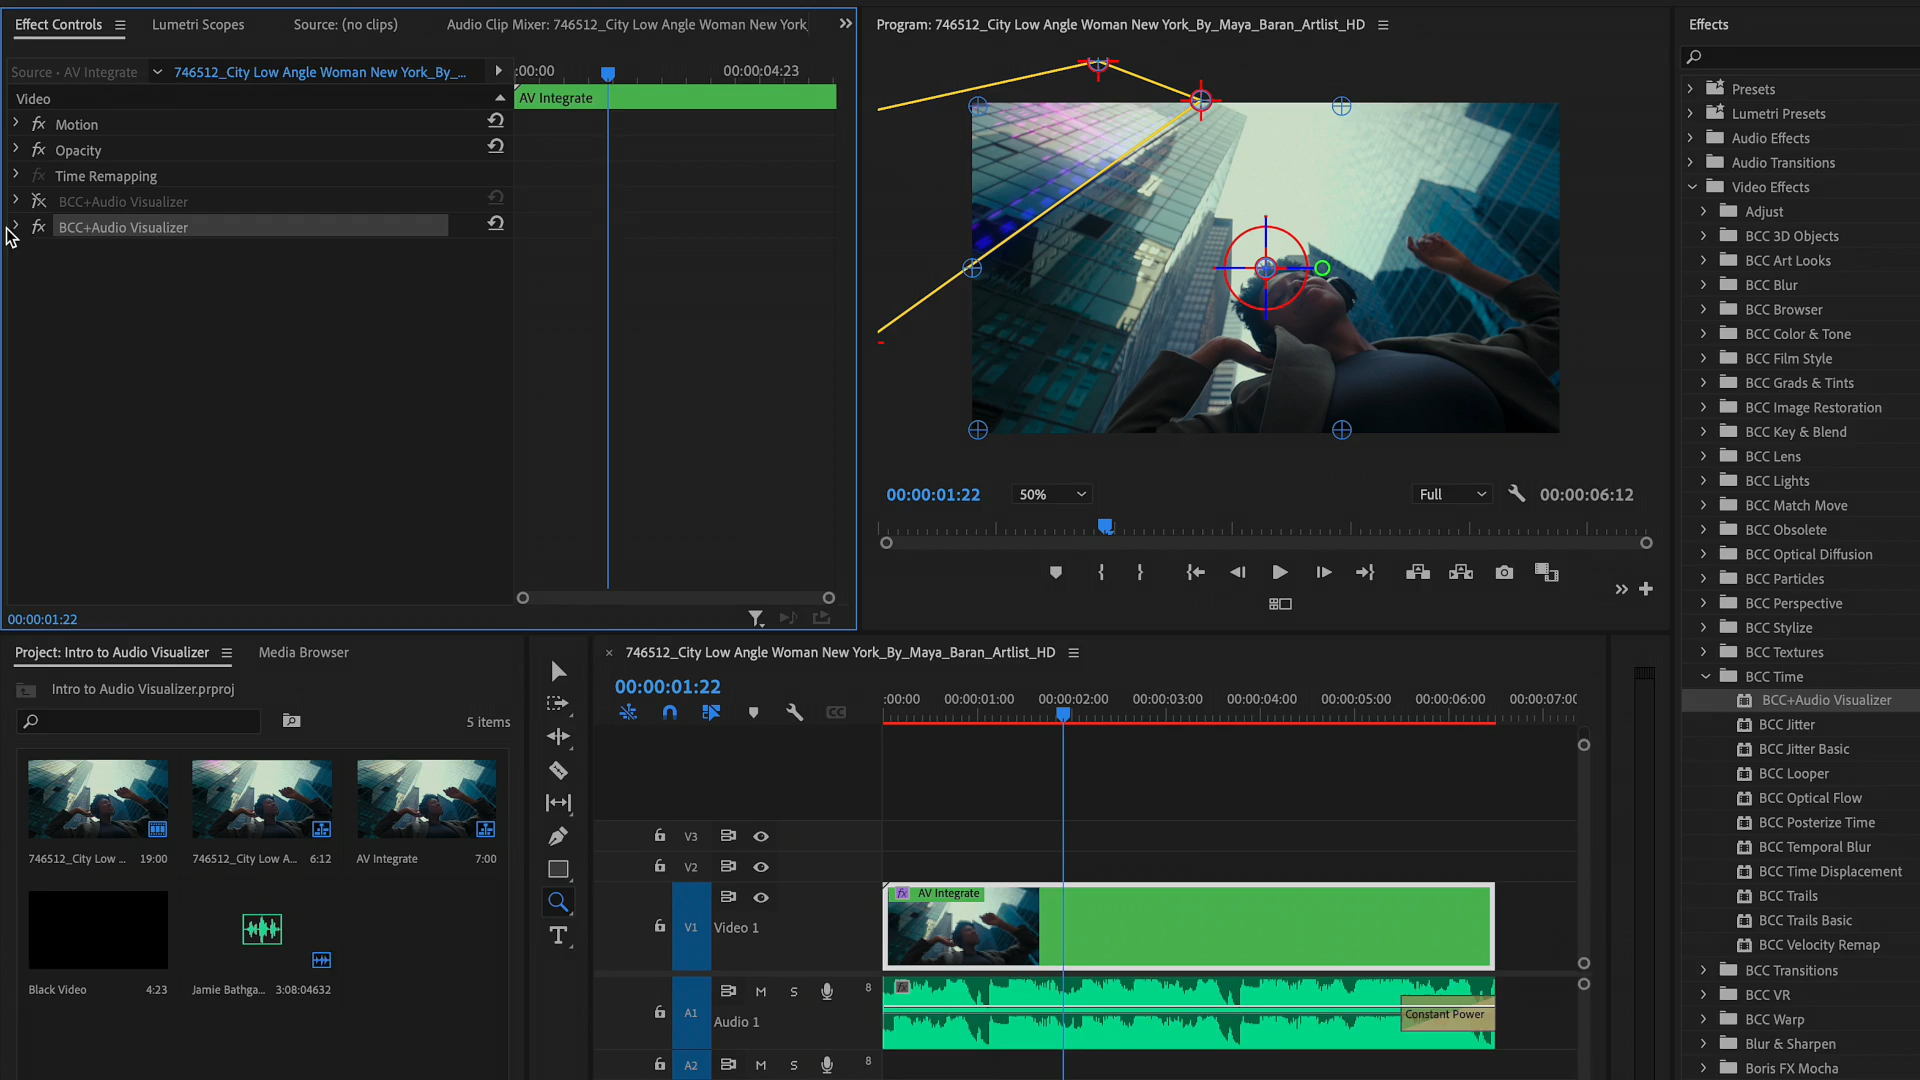 Effect Controls
Lumetri Scopes
Source: (no clips)
Audio Clip Mixer: 746512_City Low Angle Woman New York
Source • AV Integrate
746512_City Low Angle Woman New York_By_...
:00:00
00:00:04:23
Video
AV Integrate
fx Motion
fx Opacity
fx Time Remapping
fx BCC+Audio Visualizer
fx BCC+Audio Visualizer
00:00:01:22
Program: 746512_City Low Angle Woman New York_By_Maya_Baran_Artlist_HD
00:00:01:22
50%
Full
00:00:06:12
Effects
Presets
Lumetri Presets
Audio Effects
Audio Transitions
Video Effects
Adjust
BCC 3D Objects
BCC Art Looks
BCC Blur
BCC Browser
BCC Color & Tone
BCC Film Style
BCC Grads & Tints
BCC Image Restoration
BCC Key & Blend
BCC Lens
BCC Lights
BCC Match Move
BCC Obsolete
BCC Optical Diffusion
BCC Particles
BCC Perspective
BCC Stylize
BCC Textures
BCC Time
BCC+Audio Visualizer
BCC Jitter
BCC Jitter Basic
BCC Looper
BCC Optical Flow
BCC Posterize Time
BCC Temporal Blur
BCC Time Displacement
BCC Trails
BCC Trails Basic
BCC Velocity Remap
BCC Transitions
BCC VR
BCC Warp
Blur & Sharpen
Boris FX Mocha
Project: Intro to Audio Visualizer
Media Browser
Intro to Audio Visualizer.prproj
5 items
746512_City Low ...
19:00
746512_City Low A...
6:12
AV Integrate
7:00
Black Video
4:23
Jamie Bathga...
3:08:04632
746512_City Low Angle Woman New York_By_Maya_Baran_Artlist_HD
00:00:01:22
CC
:00:00
00:00:01:00
00:00:02:00
00:00:03:00
00:00:04:00
00:00:05:00
00:00:06:00
00:00:07:00
V3
V2
V1
Video 1
fx AV Integrate
A1
M
S
8
Audio 1
fx
Constant Power
A2
M
S
8
T